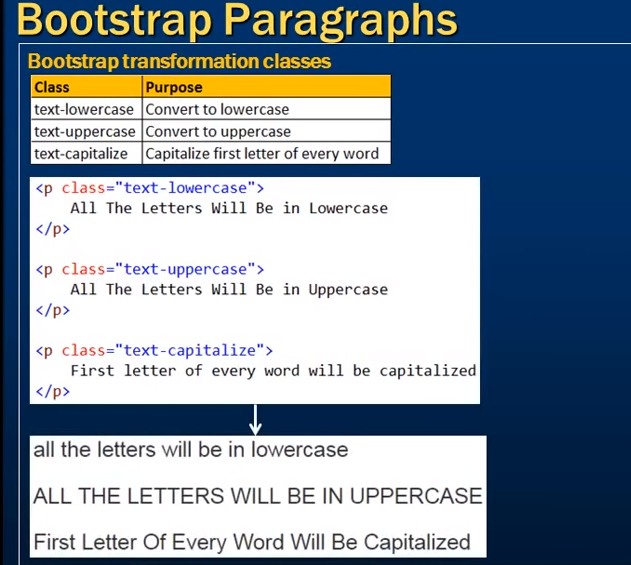 Bootstrap Paragraphs
Bootstrap transformation classes
Class Purpose
text-lowercase Convert to lowercase
text-uppercase Convert to uppercase
text-capitalize Capitalize first letter of every word
<p class="text-lowercase">
All The Letters Will Be in Lowercase
</p>
<p class="text-uppercase">
All The Letters Will Be in Uppercase
</p>
<p class="text-capitalize">
First letter of every word will be capitalized
</p>
all the letters will be in lowercase
ALL THE LETTERS WILL BE IN UPPERCASE
First Letter Of Every Word Will Be Capitalized